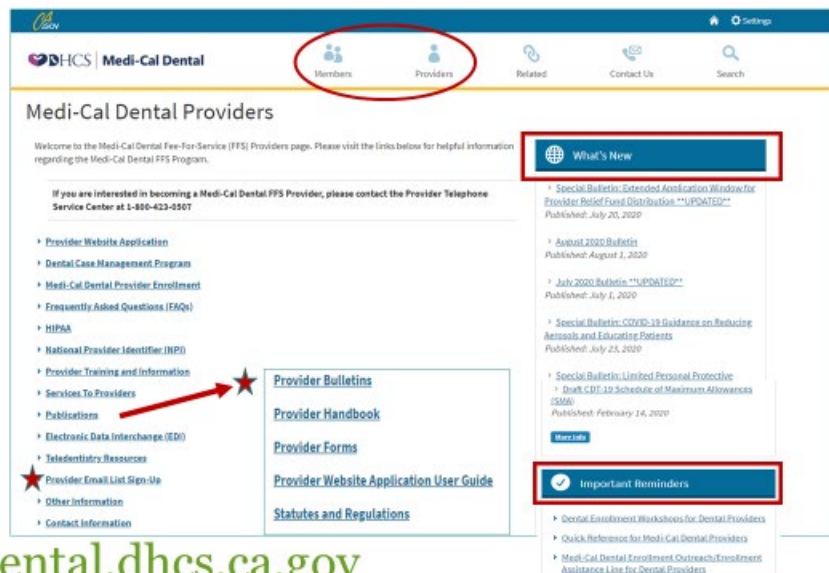 CA.GOV
Settings
DHCS | Medi-Cal Dental
Members Providers Related Contact Us Search
Medi-Cal Dental Providers
Welcome to the Medi-Cal Dental Fee-For-Service (FFS) Providers page. Please visit the links below for helpful information
regarding the Medi-Cal Dental FFS Program.
If you are interested in becoming a Medi-Cal Dental FFS Provider, please contact the Provider Telephone
Service Center at 1-800-423-0507
Provider Website Application
Dental Case Management Program
Medi-Cal Dental Provider Enrollment
Frequently Asked Questions (FAQs)
HIPAA
National Provider Identifier (NPI)
Provider Training and Information
Services To Providers
Publications
Electronic Data Interchange (EDI)
Teledentistry Resources
Provider Email List Sign-Up
Other Information
Contact Information
Provider Bulletins
Provider Handbook
Provider Forms
Provider Website Application User Guide
Statutes and Regulations
What's New
Special Bulletin: Extended Application Window for
Provider Relief Fund Distribution **UPDATED**
Published: July 20, 2020
August 2020 Bulletin
Published: August 1, 2020
July 2020 Bulletin **UPDATED**
Published: July 1, 2020
Special Bulletin: COVID-19 Guidance on Reducing
Aerosols and Educating Patients
Published: July 23, 2020
Special Bulletin: Limited Personal Protective
Draft CDT-19 Schedule of Maximum Allowances
(SMA)
Published: February 14, 2020
More Info
Important Reminders
Dental Enrollment Workshops for Dental Providers
Quick Reference for Medi-Cal Dental Providers
Medi-Cal Dental Enrollment Outreach/Enrollment
Assistance Line for Dental Providers
ental.dhcs.ca.gov